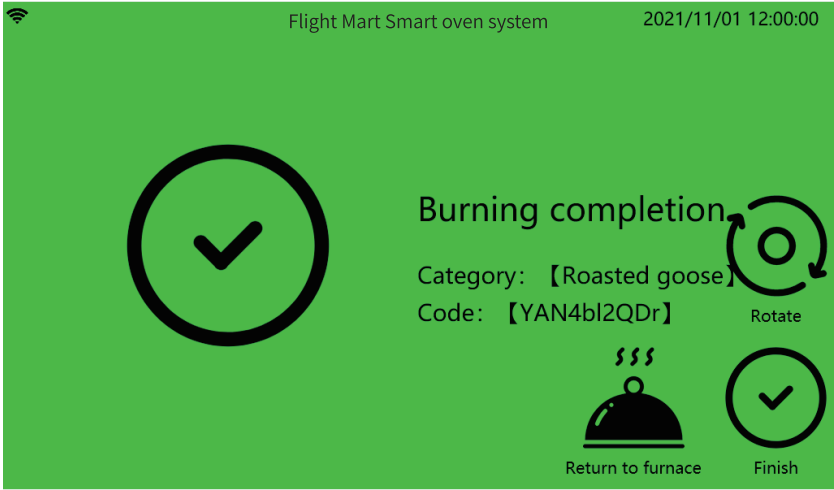 Flight Mart Smart oven system
2021/11/01 12:00:00
Burning completion
Category：【Roasted goose】
Code：【YAN4bl2QDr】
Rotate
Return to furnace
Finish